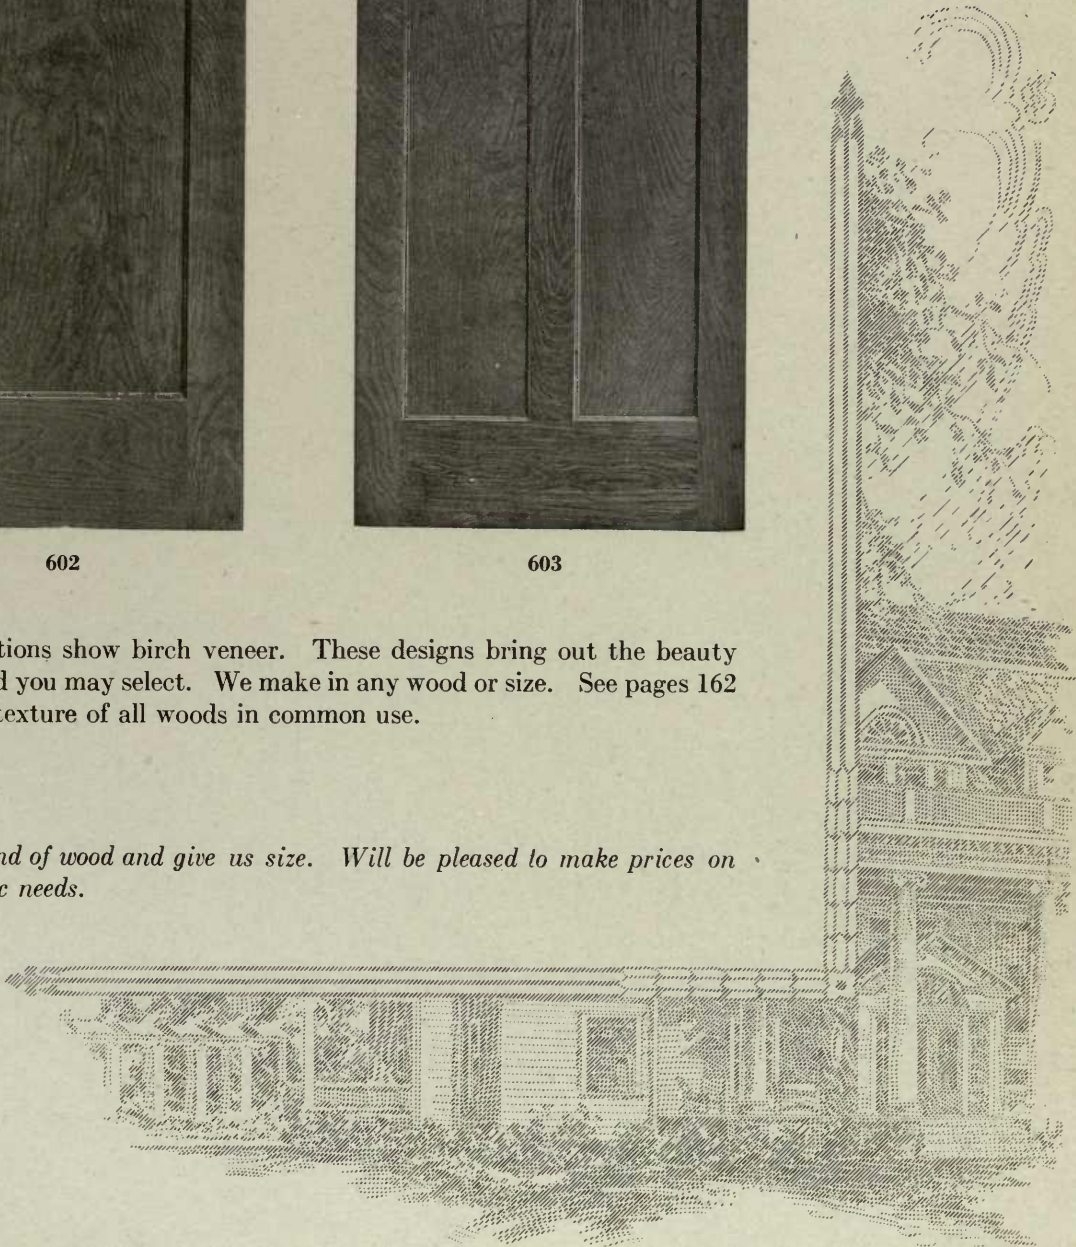 602 603
tions show birch veneer. These designs bring out the beauty
you may select. We make in any wood or size. See pages 162
texture of all woods in common use.
of wood and give us size. Will be pleased to make prices on
needs.